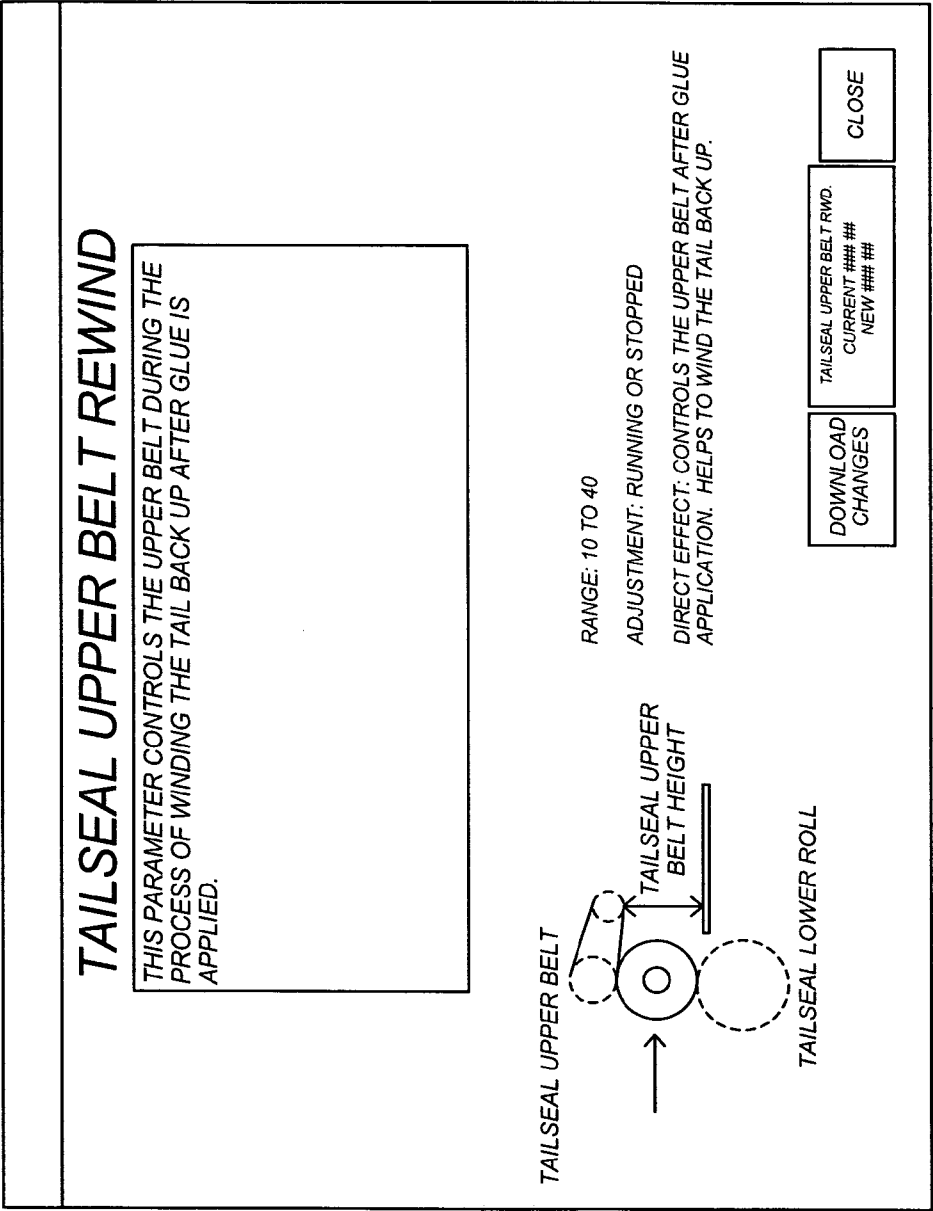 TAILSEAL UPPER BELT REWIND
THIS PARAMETER CONTROLS THE UPPER BELT DURING THE
PROCESS OF WINDING THE TAIL BACK UP AFTER GLUE IS
APPLIED.
TAILSEAL UPPER BELT
TAILSEAL UPPER
BELT HEIGHT
TAILSEAL LOWER ROLL
RANGE: 10 TO 40
ADJUSTMENT: RUNNING OR STOPPED
DIRECT EFFECT: CONTROLS THE UPPER BELT AFTER GLUE
APPLICATION. HELPS TO WIND THE TAIL BACK UP.
DOWNLOAD
CHANGES
TAILSEAL UPPER BELT RWD.
CURRENT ### ##
NEW ### ##
CLOSE